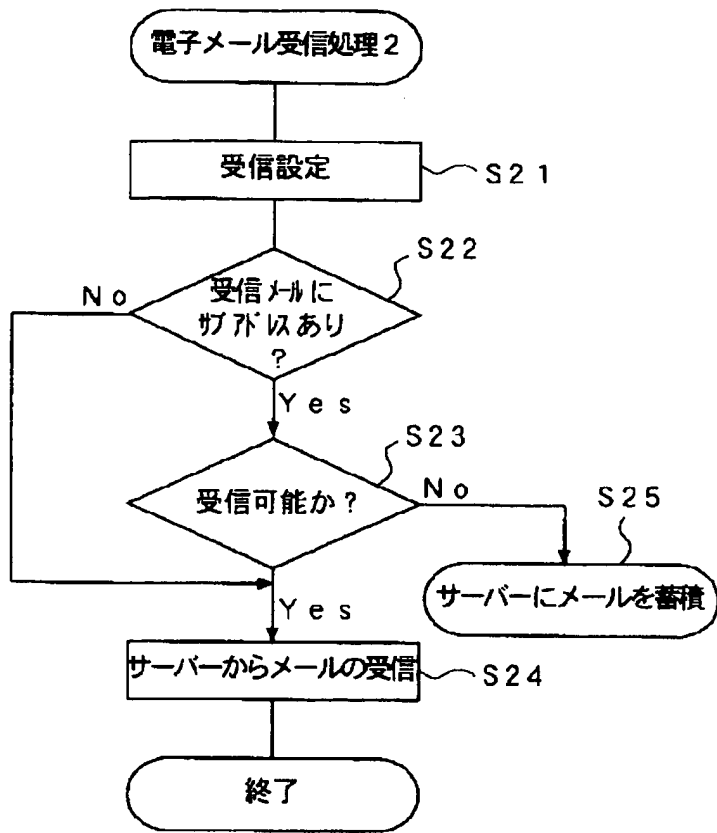 電子メール受信処理2
受信設定
S21
S22
No
受信メールに
サブアドレスあり
?
Yes
S23
受信可能か?
No
S25
サーバーにメールを蓄積
Yes
サーバーからメールの受信
S24
終了